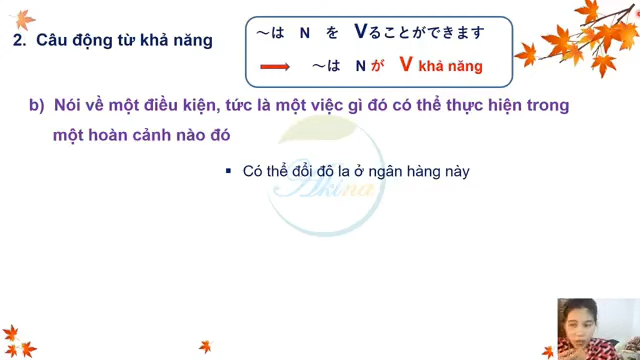 2. Câu động từ khả năng
～は N を Vることができます
～は N が V khả năng
b) Nói về một điều kiện, tức là một việc gì đó có thể thực hiện trong
một hoàn cảnh nào đó
▪ Có thể đổi đô la ở ngân hàng này
Akina